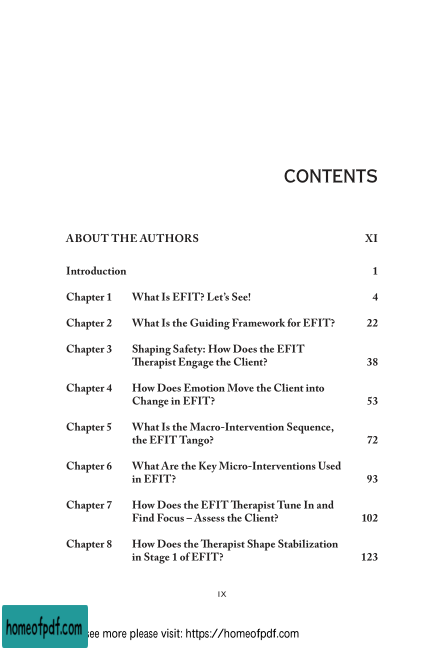 CONTENTS
ABOUT THE AUTHORS XI
Introduction 1
Chapter 1 What Is EFIT? Let's See! 4
Chapter 2 What Is the Guiding Framework for EFIT? 22
Chapter 3 Shaping Safety: How Does the EFIT
Therapist Engage the Client? 38
Chapter 4 How Does Emotion Move the Client into
Change in EFIT? 53
Chapter 5 What Is the Macro-Intervention Sequence,
the EFIT Tango? 72
Chapter 6 What Are the Key Micro-Interventions Used
in EFIT? 93
Chapter 7 How Does the EFIT Therapist Tune In and
Find Focus – Assess the Client? 102
Chapter 8 How Does the Therapist Shape Stabilization
in Stage 1 of EFIT? 123
IX
homeofpdf.com see more please visit: https://homeofpdf.com